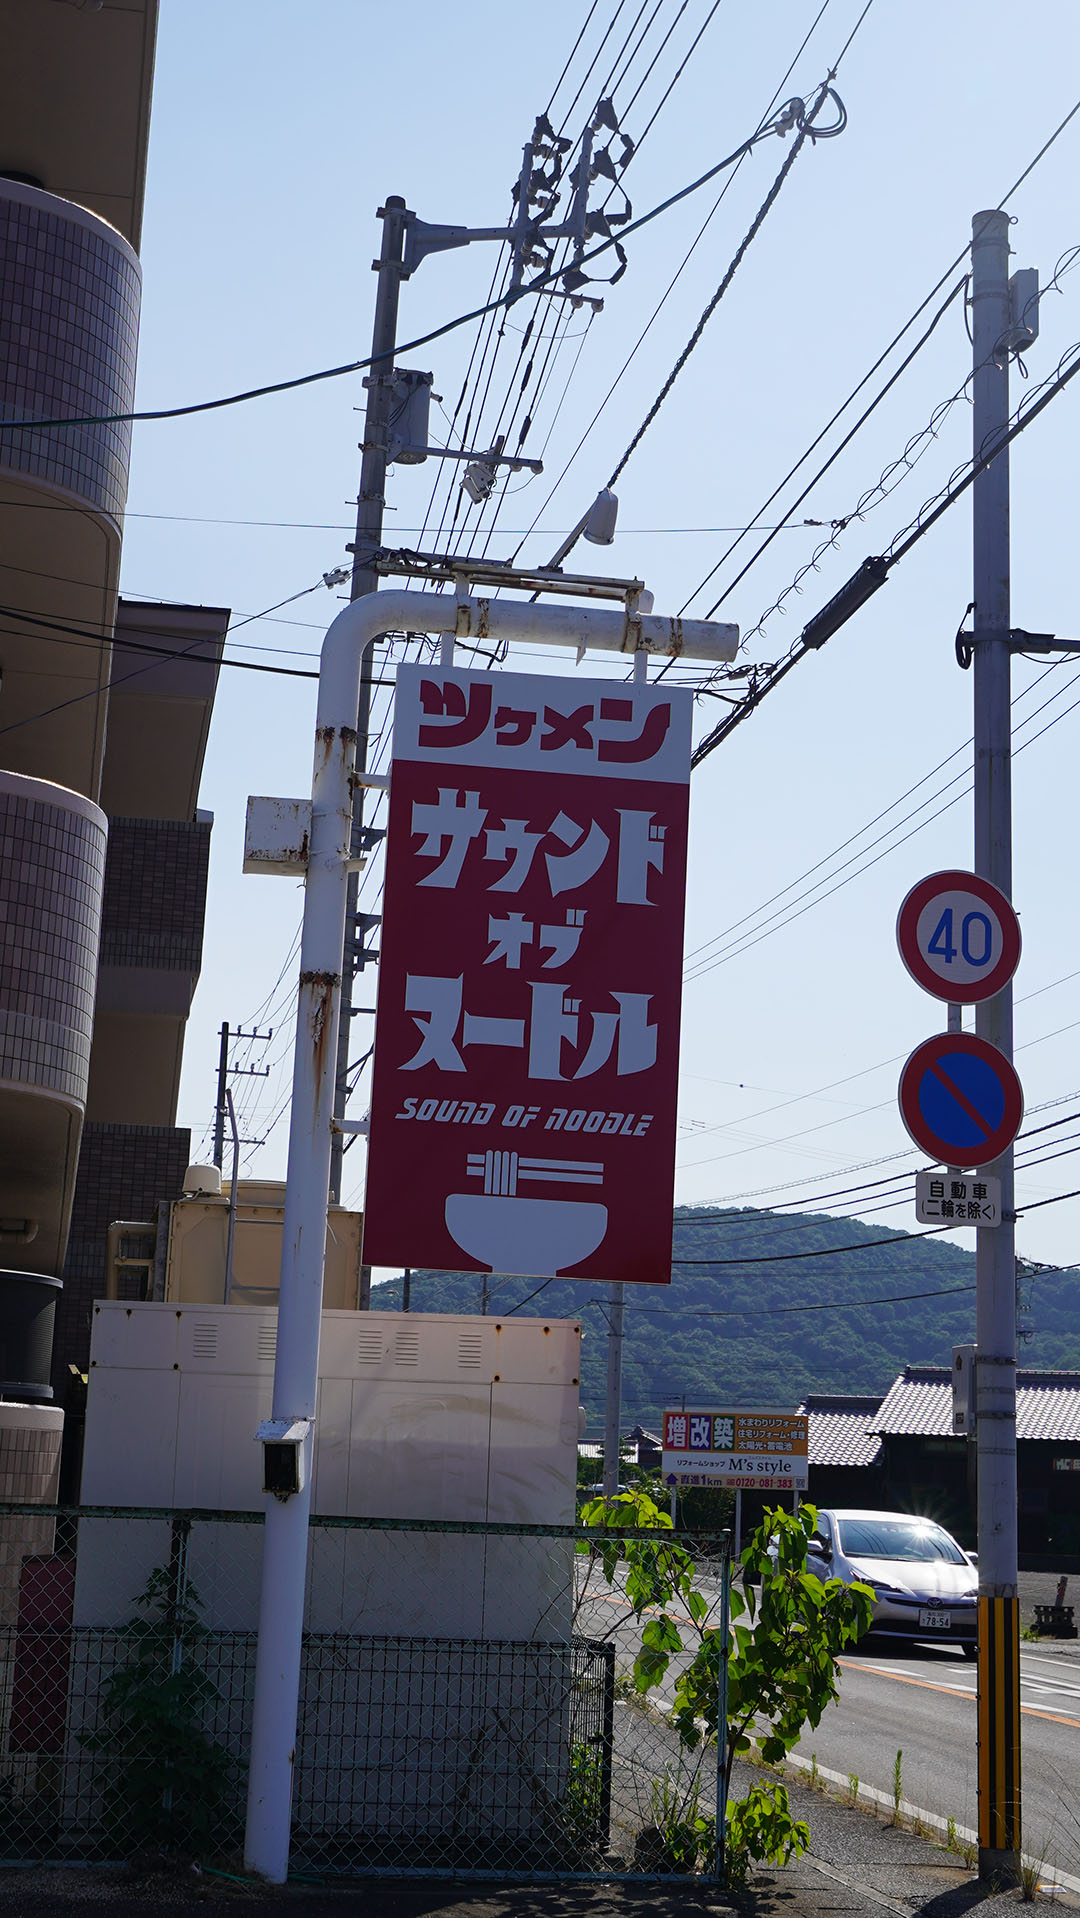 ツケメン
サウンド
オブ
ヌードル
SOUND OF NOODLE
40
自動車
(二輪を除く)
増改築
水まわりリフォーム
住宅リフォーム・修理
太陽光・蓄電池
リフォームショップ M's style
直進1km 0120-081-383
78-54